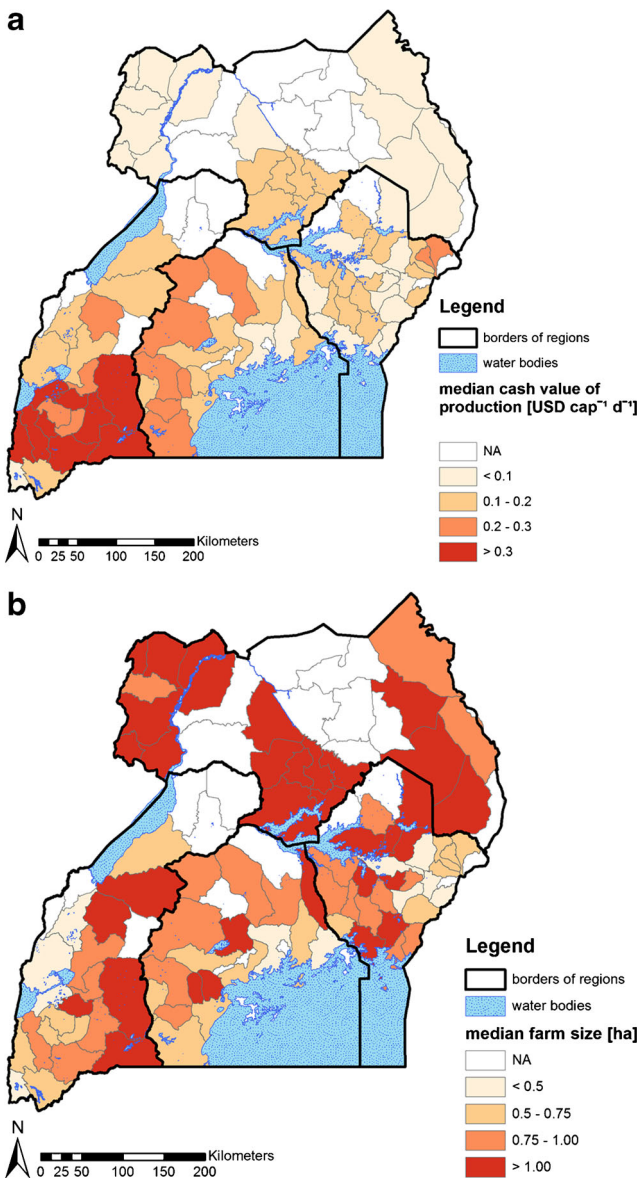 a
Legend
borders of regions
water bodies
median cash value of
production [USD cap⁻¹ d⁻¹]
NA
< 0.1
0.1 - 0.2
0.2 - 0.3
> 0.3
N
Kilometers
0 25 50 100 150 200
b
Legend
borders of regions
water bodies
median farm size [ha]
NA
< 0.5
0.5 - 0.75
0.75 - 1.00
> 1.00
N
Kilometers
0 25 50 100 150 200